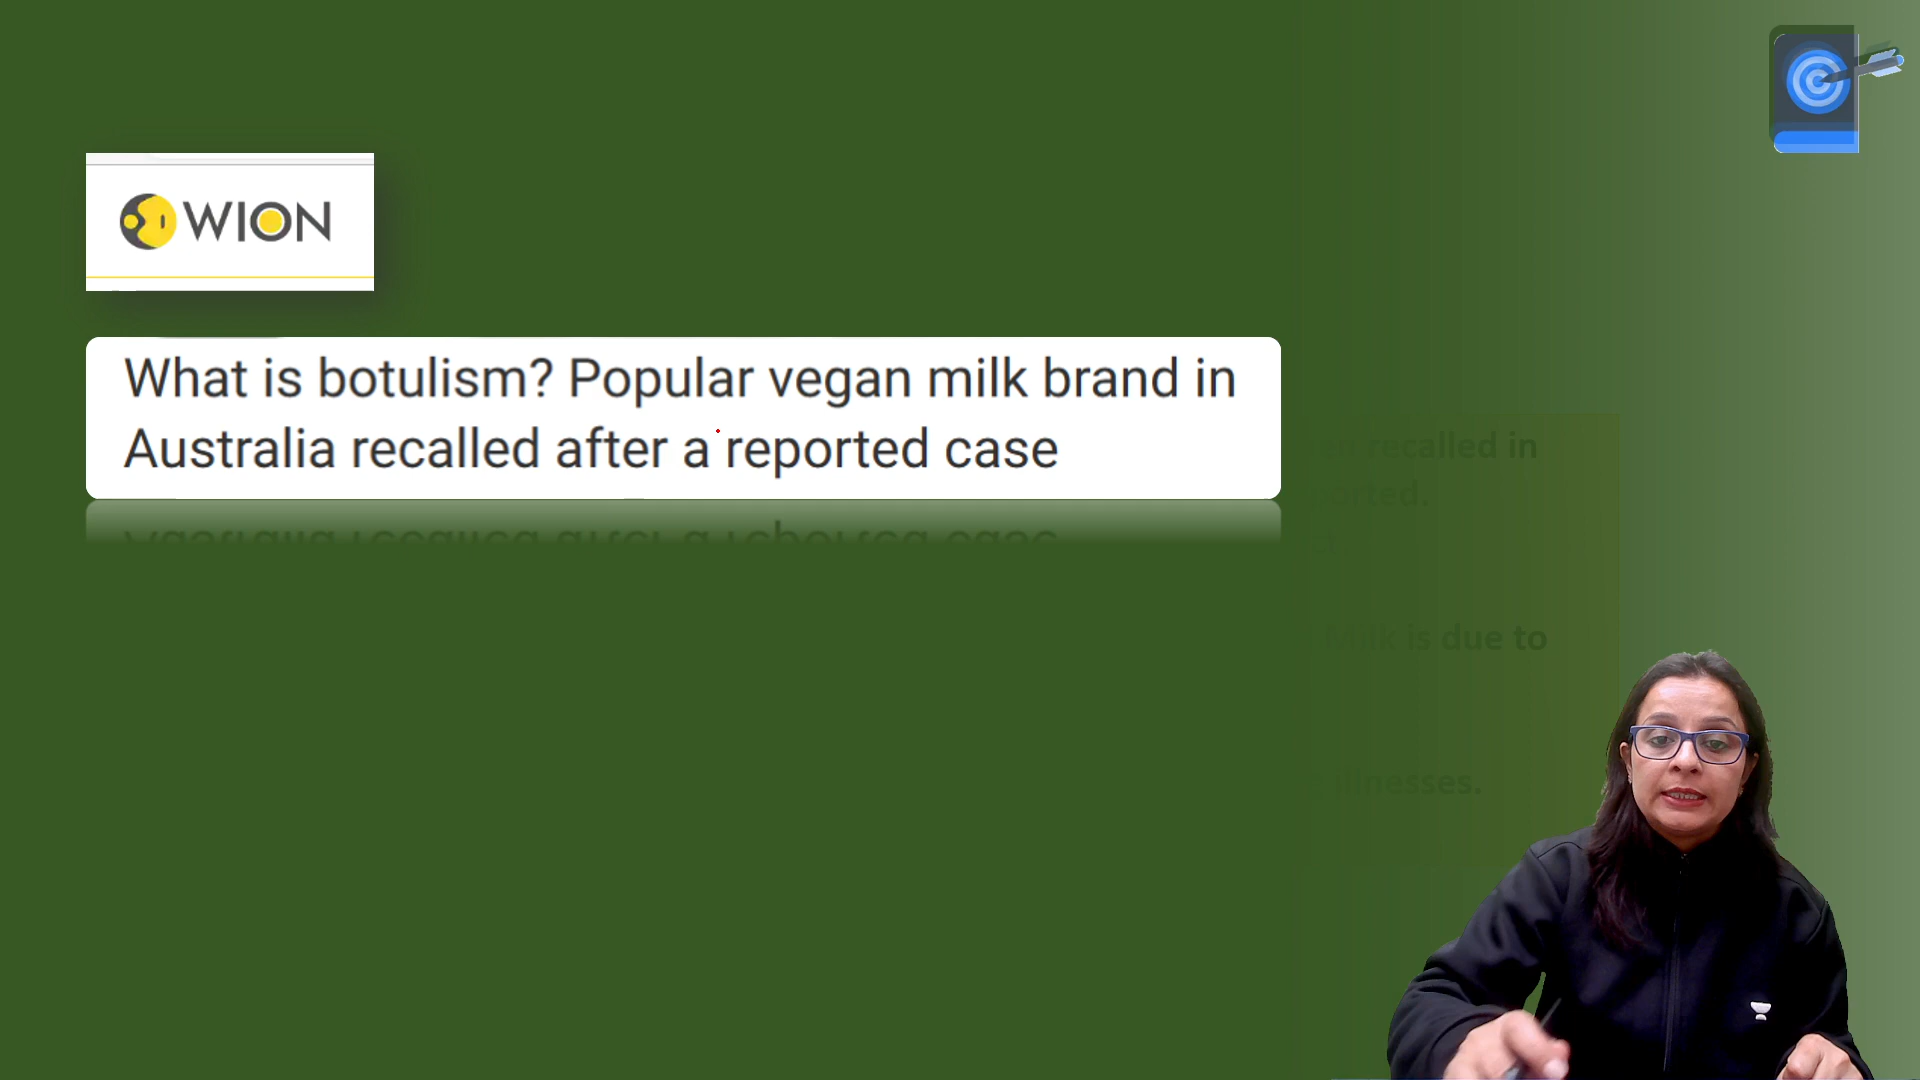 WION
What is botulism? Popular vegan milk brand in
Australia recalled after a reported case
recalled in
is due to
illnesses.